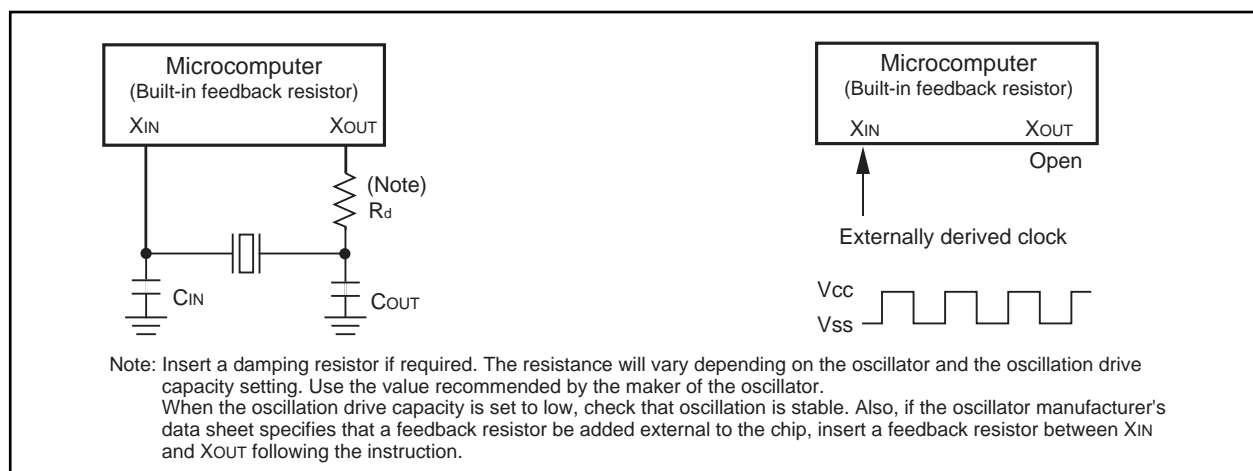 Microcomputer
(Built-in feedback resistor)
XIN XOUT
(Note)
Rd
CIN
COUT
Microcomputer
(Built-in feedback resistor)
XIN XOUT
Open
Externally derived clock
Vcc
Vss
Note: Insert a damping resistor if required. The resistance will vary depending on the oscillator and the oscillation drive
capacity setting. Use the value recommended by the maker of the oscillator.
When the oscillation drive capacity is set to low, check that oscillation is stable. Also, if the oscillator manufacturer's
data sheet specifies that a feedback resistor be added external to the chip, insert a feedback resistor between XIN
and XOUT following the instruction.